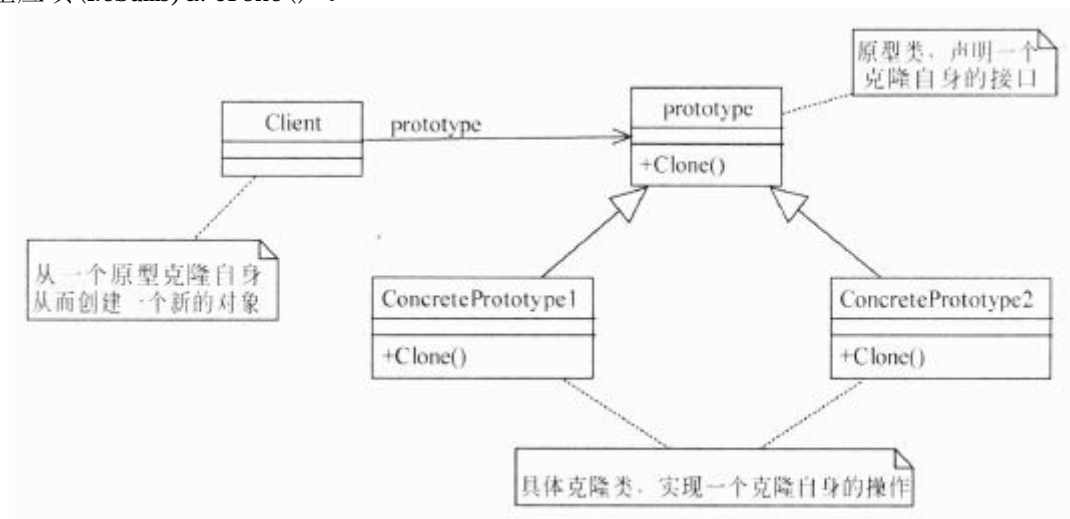 原型类，声明一个
克隆自身的接口
prototype
+Clone()
Client
prototype
从一个原型克隆自身
从而创建一个新的对象
ConcretePrototype1
+Clone()
ConcretePrototype2
+Clone()
具体克隆类，实现一个克隆自身的操作